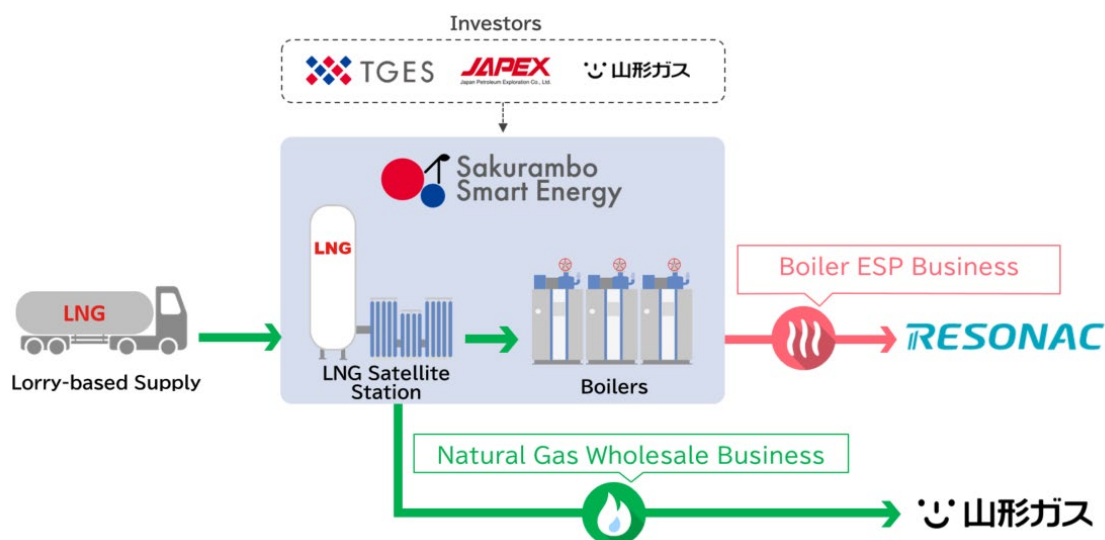 Investors
TGES
JAPEX
Japan Petroleum Exploration Co., Ltd.
山形ガス
Sakurambo
Smart Energy
LNG
LNG
Boiler ESP Business
RESONAC
Lorry-based Supply
LNG Satellite
Station
Boilers
Natural Gas Wholesale Business
山形ガス